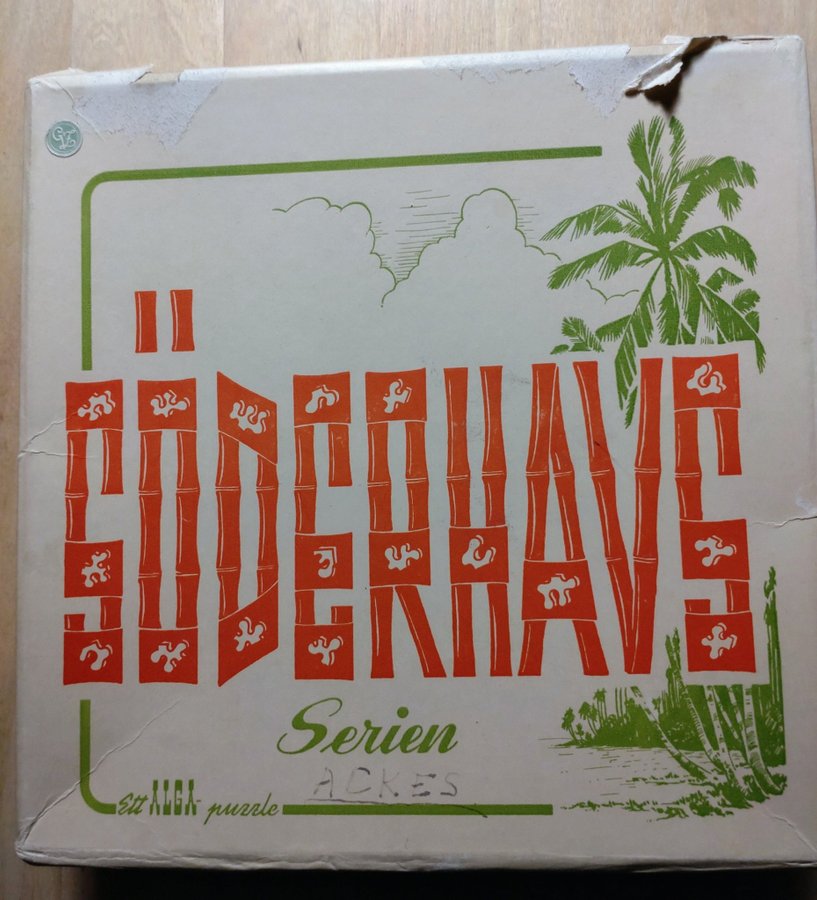 SÖDERHAVS
Serien
ACKES
Ett ALGA- puzzle